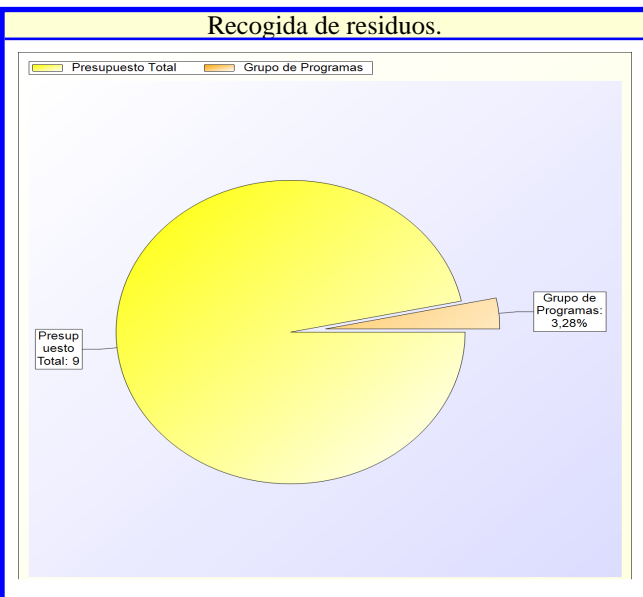 Recogida de residuos.
Presupuesto Total Grupo de Programas
Grupo de
Programas:
3,28%
Presup
uesto
Total: 9